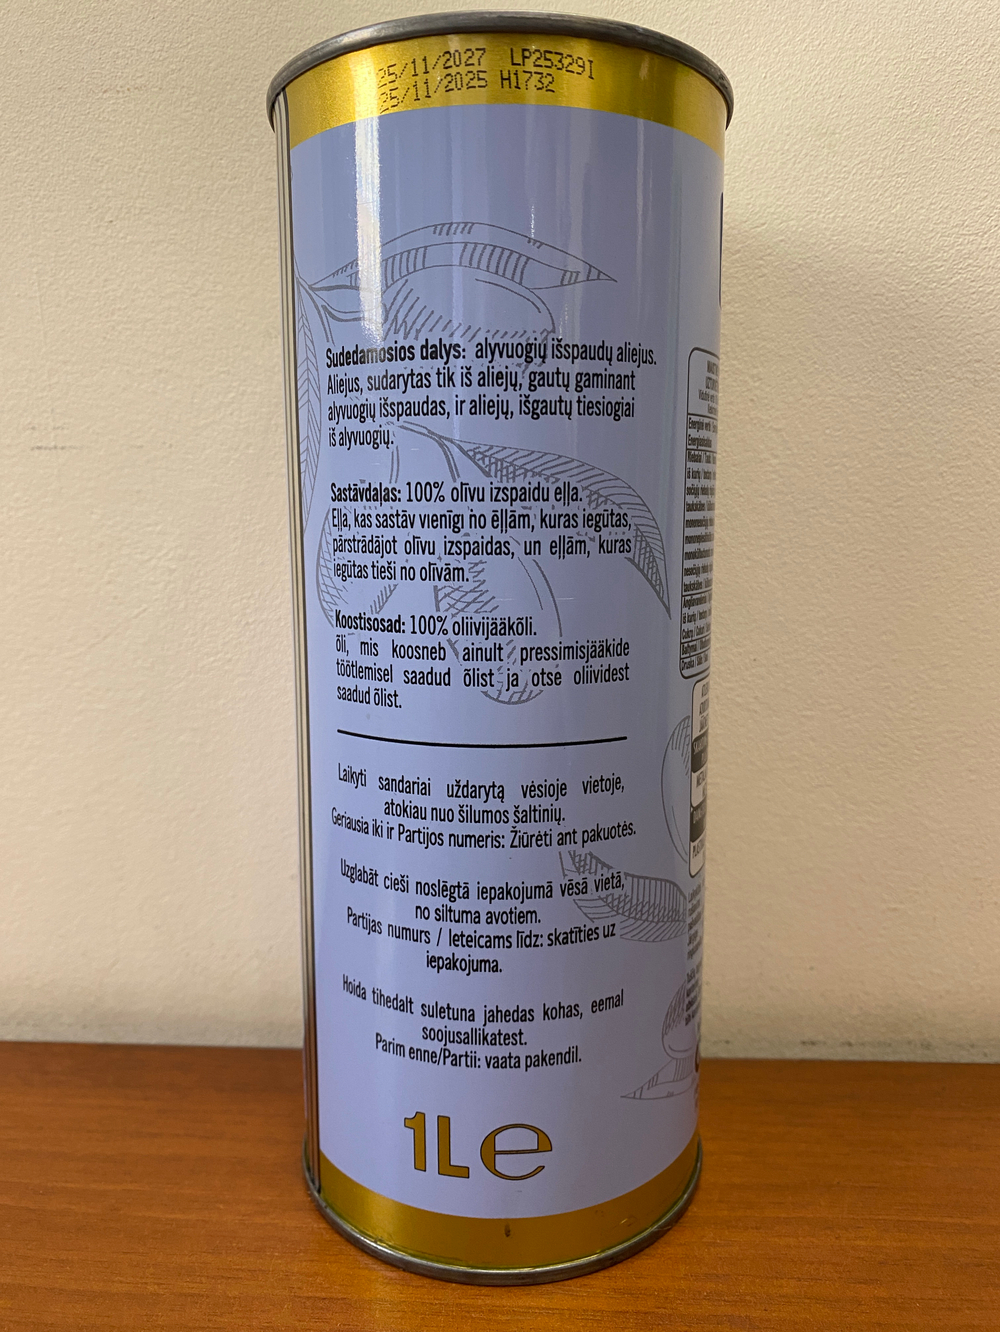 25/11/2027 LP25329I
25/11/2025 H1732
Sudedamosios dalys: alyvuogių išspaudų aliejus.
Aliejus, sudarytas tik iš aliejų, gautų gaminant
alyvuogių išspaudas, ir aliejų, išgautų tiesiogiai
iš alyvuogių.
Sastāvdaļas: 100% olīvu izspaidu eļļa.
Eļļa, kas sastāv vienīgi no ēļļām, kuras iegūtas,
pārstrādājot olīvu izspaidas, un eļļām, kuras
iegūtas tieši no olīvām.
Koostisosad: 100% oliivijääkõli.
õli, mis koosneb ainult pressimisjääkide
töötlemisel saadud õlist ja otse oliividest
saadud õlist.
Laikyti sandariai uždarytą vėsioje vietoje,
atokiau nuo šilumos šaltinių.
Geriausia iki ir Partijos numeris: Žiūrėti ant pakuotės.
Uzglabāt cieši noslēgtā iepakojumā vēsā vietā,
no siltuma avotiem.
Partijas numurs / Ieteicams līdz: skatīties uz
iepakojuma.
Hoida tihedalt suletuna jahedas kohas, eemal
soojusallikatest.
Parim enne/Partii: vaata pakendil.
1L e